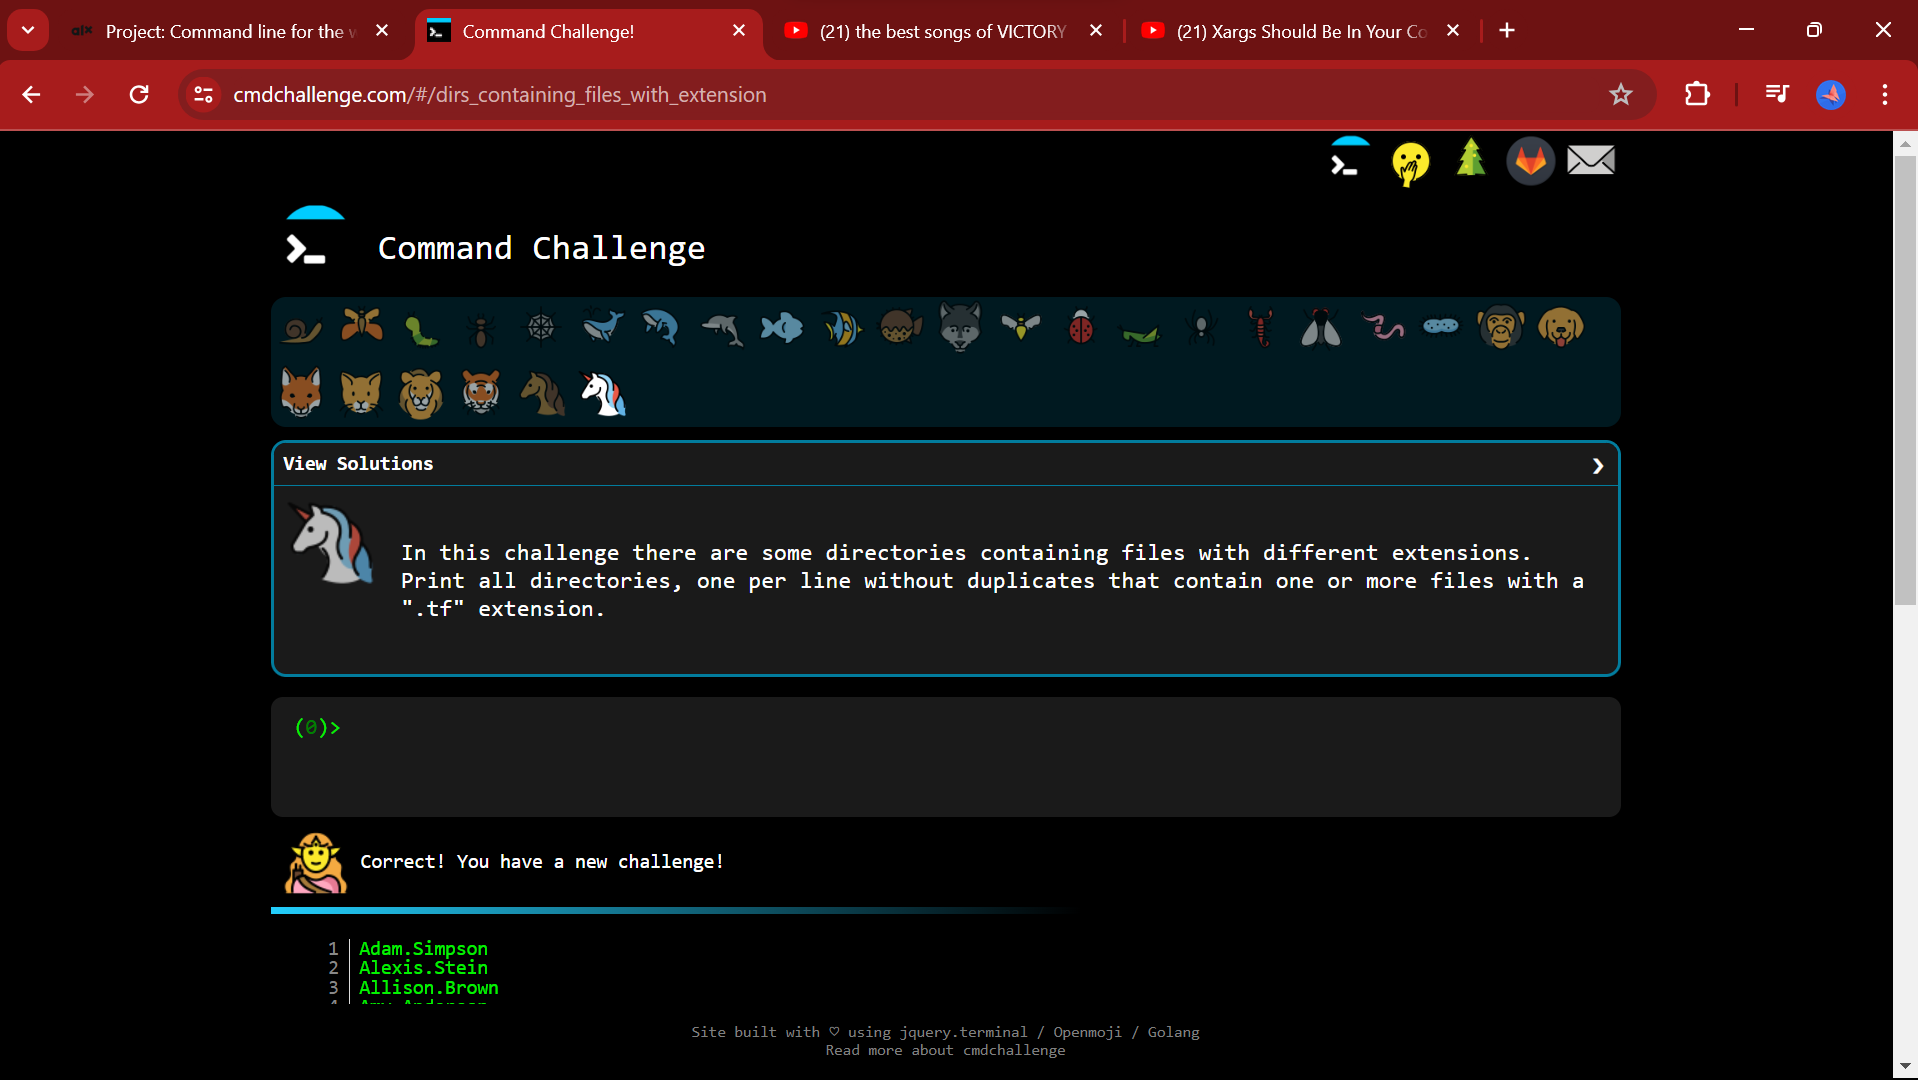 alx Project: Command line for the w
Command Challenge!
(21) the best songs of VICTORY
(21) Xargs Should Be In Your Co
cmdchallenge.com/#/dirs_containing_files_with_extension
Command Challenge
View Solutions
In this challenge there are some directories containing files with different extensions.
Print all directories, one per line without duplicates that contain one or more files with a
".tf" extension.
(0)>
Correct! You have a new challenge!
1 Adam.Simpson
2 Alexis.Stein
3 Allison.Brown
4 Amy.Anderson
Site built with ♡ using jquery.terminal / Openmoji / Golang
Read more about cmdchallenge